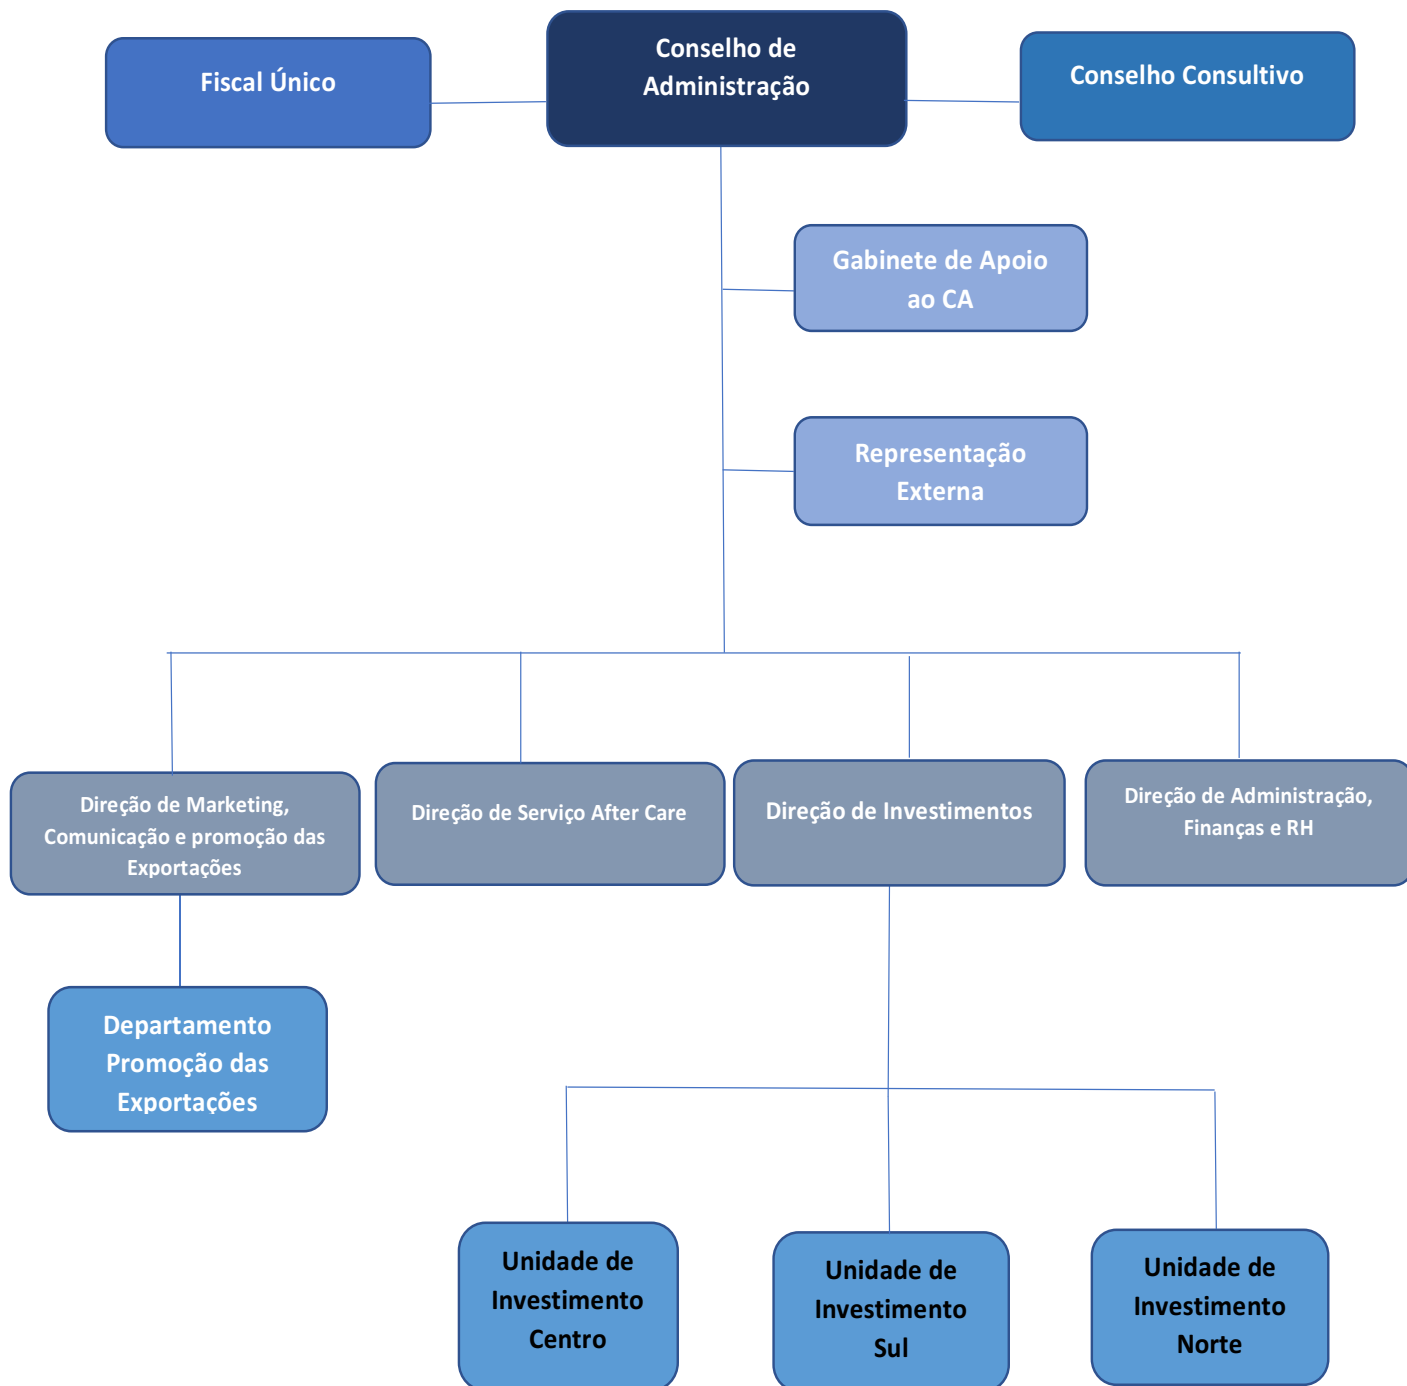 Fiscal Único
Conselho de
Administração
Conselho Consultivo
Gabinete de Apoio
ao CA
Representação
Externa
Direção de Marketing,
Comunicação e promoção das
Exportações
Direção de Serviço After Care
Direção de Investimentos
Direção de Administração,
Finanças e RH
Departamento
Promoção das
Exportações
Unidade de
Investimento
Centro
Unidade de
Investimento
Sul
Unidade de
Investimento
Norte